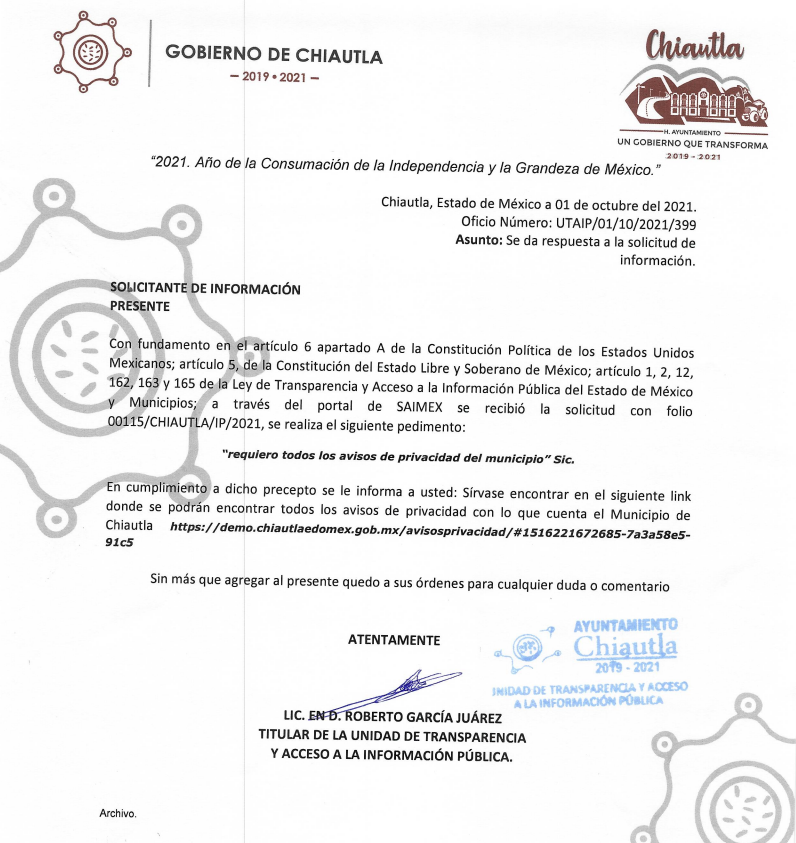 GOBIERNO DE CHIAUTLA
— 2019 • 2021 —
Chiautla
H. AYUNTAMIENTO
UN GOBIERNO QUE TRANSFORMA
2019 - 2021
"2021. Año de la Consumación de la Independencia y la Grandeza de México."
Chiautla, Estado de México a 01 de octubre del 2021.
Oficio Número: UTAIP/01/10/2021/399
Asunto: Se da respuesta a la solicitud de
información.
SOLICITANTE DE INFORMACIÓN
PRESENTE
Con fundamento en el artículo 6 apartado A de la Constitución Política de los Estados Unidos
Mexicanos; artículo 5, de la Constitución del Estado Libre y Soberano de México; artículo 1, 2, 12,
162, 163 y 165 de la Ley de Transparencia y Acceso a la Información Pública del Estado de México
y Municipios; a través del portal de SAIMEX se recibió la solicitud con folio
00115/CHIAUTLA/IP/2021, se realiza el siguiente pedimento:
"requiero todos los avisos de privacidad del municipio" Sic.
En cumplimiento a dicho precepto se le informa a usted: Sírvase encontrar en el siguiente link
donde se podrán encontrar todos los avisos de privacidad con lo que cuenta el Municipio de
Chiautla https://demo.chiautlaedomex.gob.mx/avisosprivacidad/#1516221672685-7a3a58e5-
91c5
Sin más que agregar al presente quedo a sus órdenes para cualquier duda o comentario
ATENTAMENTE
AYUNTAMIENTO
Chiautla
2019 - 2021
UNIDAD DE TRANSPARENCIA Y ACCESO
A LA INFORMACIÓN PÚBLICA
LIC. EN D. ROBERTO GARCÍA JUÁREZ
TITULAR DE LA UNIDAD DE TRANSPARENCIA
Y ACCESO A LA INFORMACIÓN PÚBLICA.
Archivo.